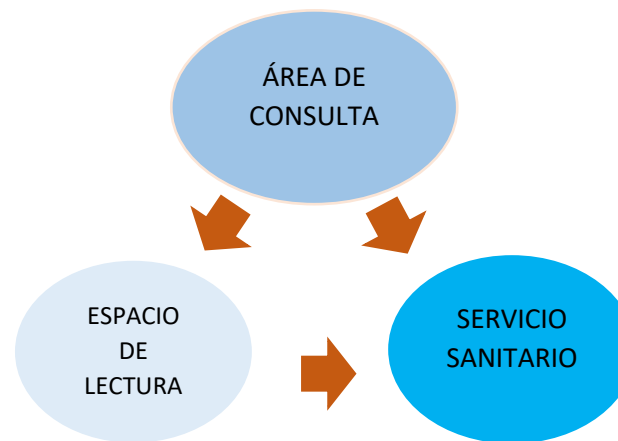 ÁREA DE
CONSULTA
ESPACIO
DE
LECTURA
SERVICIO
SANITARIO